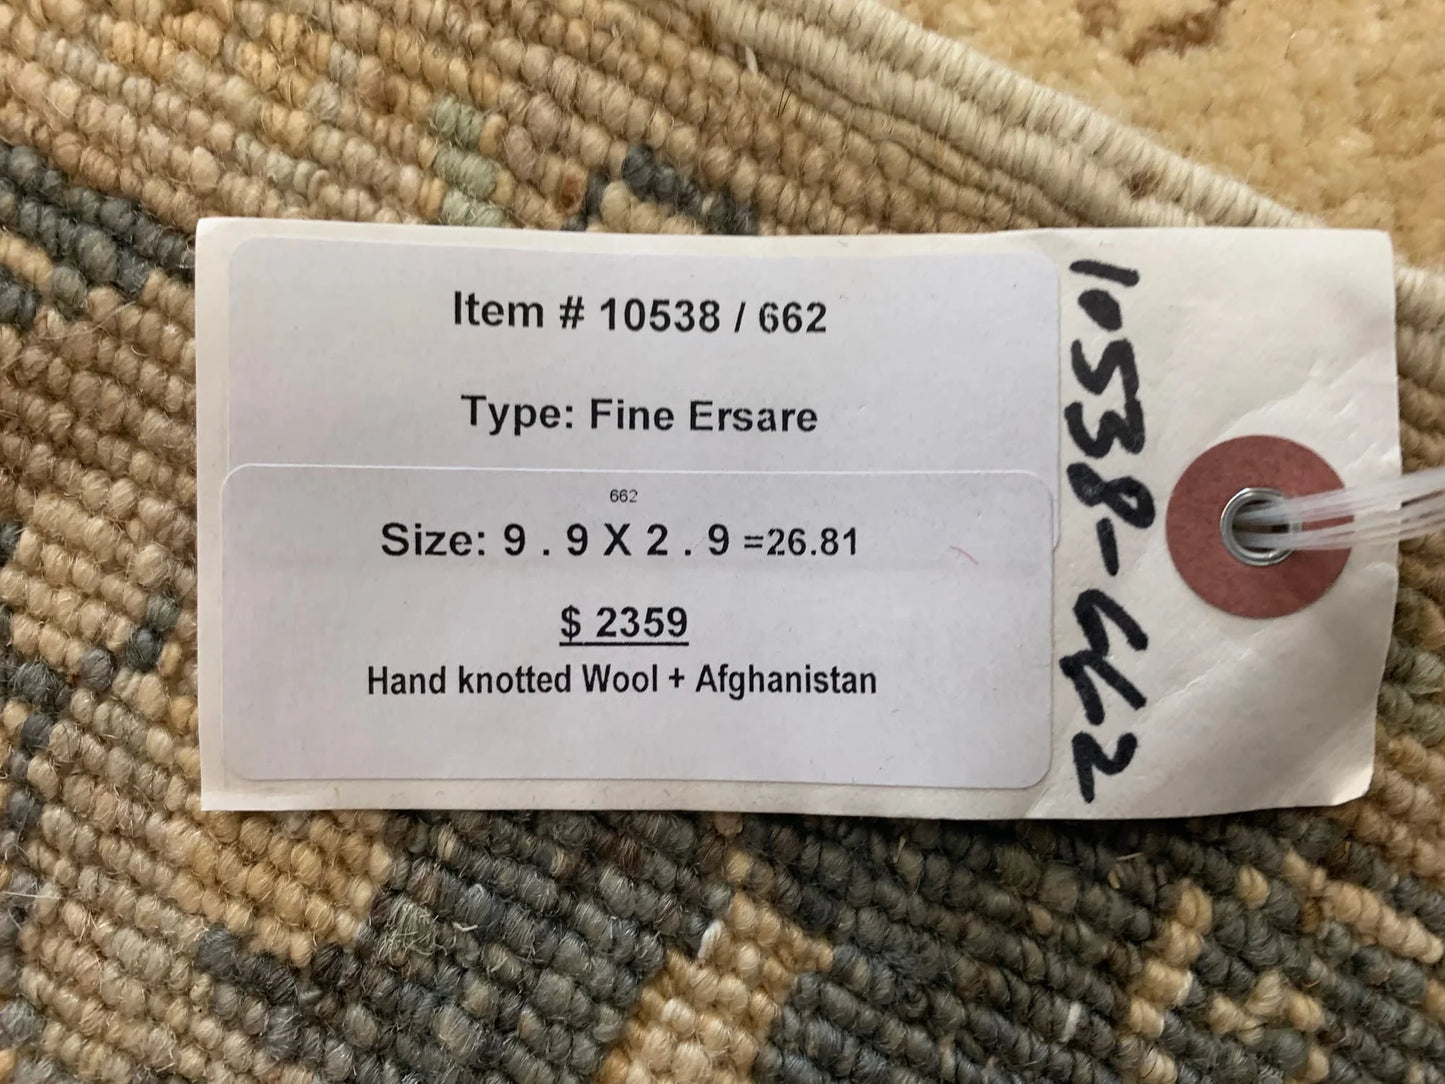 Item # 10538 / 662
Type: Fine Ersare
662
Size: 9 . 9 X 2 . 9 =26.81
$ 2359
Hand knotted Wool + Afghanistan
10538-662